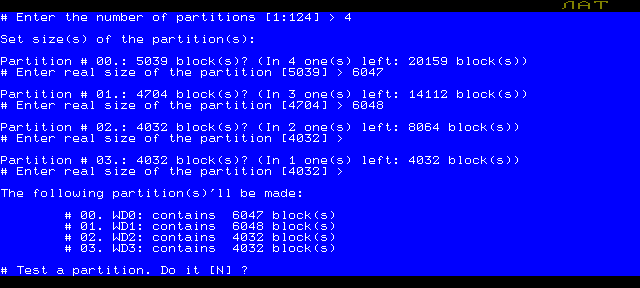 ЛАТ
# Enter the number of partitions [1:124] > 4
Set size(s) of the partition(s):
Partition # 00.: 5039 block(s)? (In 4 one(s) left: 20159 block(s))
# Enter real size of the partition [5039] > 6047
Partition # 01.: 4704 block(s)? (In 3 one(s) left: 14112 block(s))
# Enter real size of the partition [4704] > 6048
Partition # 02.: 4032 block(s)? (In 2 one(s) left: 8064 block(s))
# Enter real size of the partition [4032] >
Partition # 03.: 4032 block(s)? (In 1 one(s) left: 4032 block(s))
# Enter real size of the partition [4032] >
The following partition(s)'ll be made:
# 00. WD0: contains 6047 block(s)
# 01. WD1: contains 6048 block(s)
# 02. WD2: contains 4032 block(s)
# 03. WD3: contains 4032 block(s)
# Test a partition. Do it [N] ?